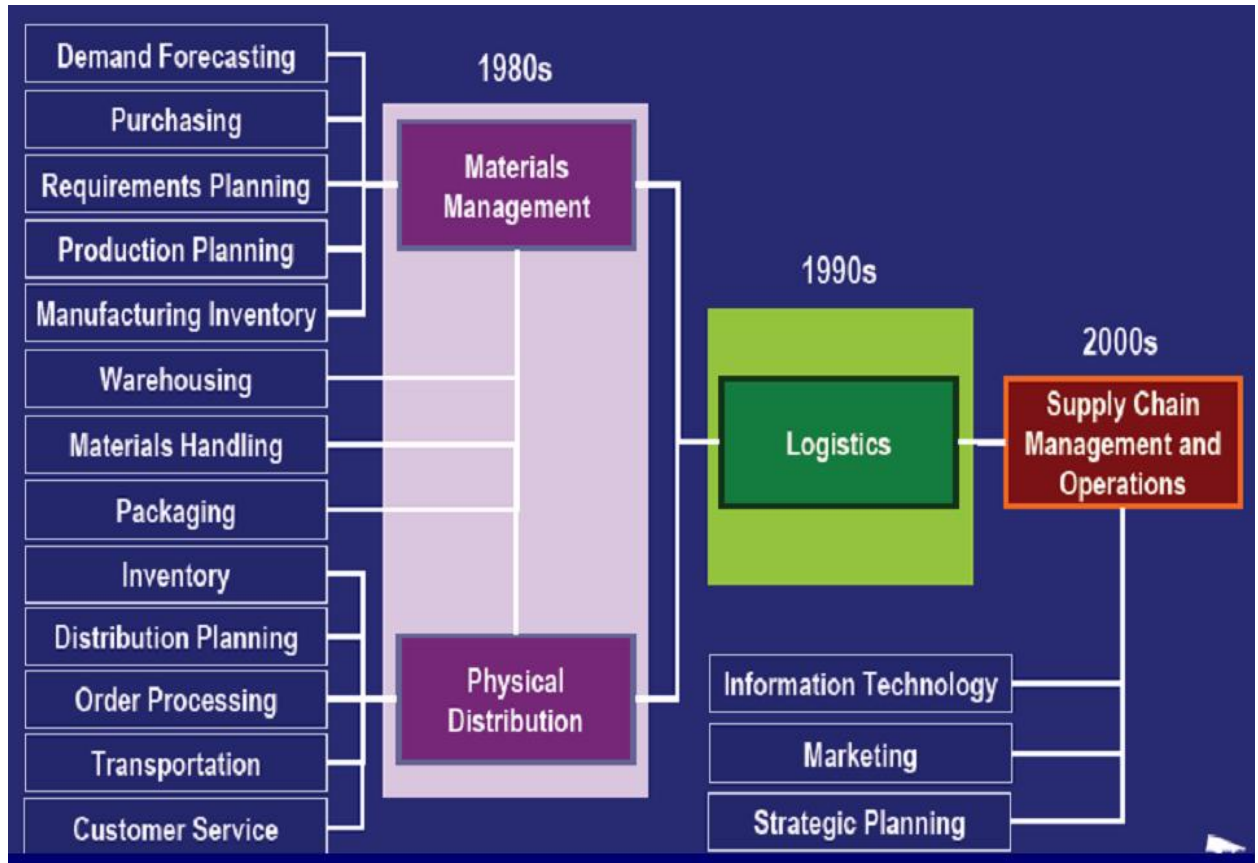 Demand Forecasting
Purchasing
Requirements Planning
Production Planning
Manufacturing Inventory
Warehousing
Materials Handling
Packaging
Inventory
Distribution Planning
Order Processing
Transportation
Customer Service
1980s
Materials
Management
Physical
Distribution
1990s
Logistics
2000s
Supply Chain
Management and
Operations
Information Technology
Marketing
Strategic Planning